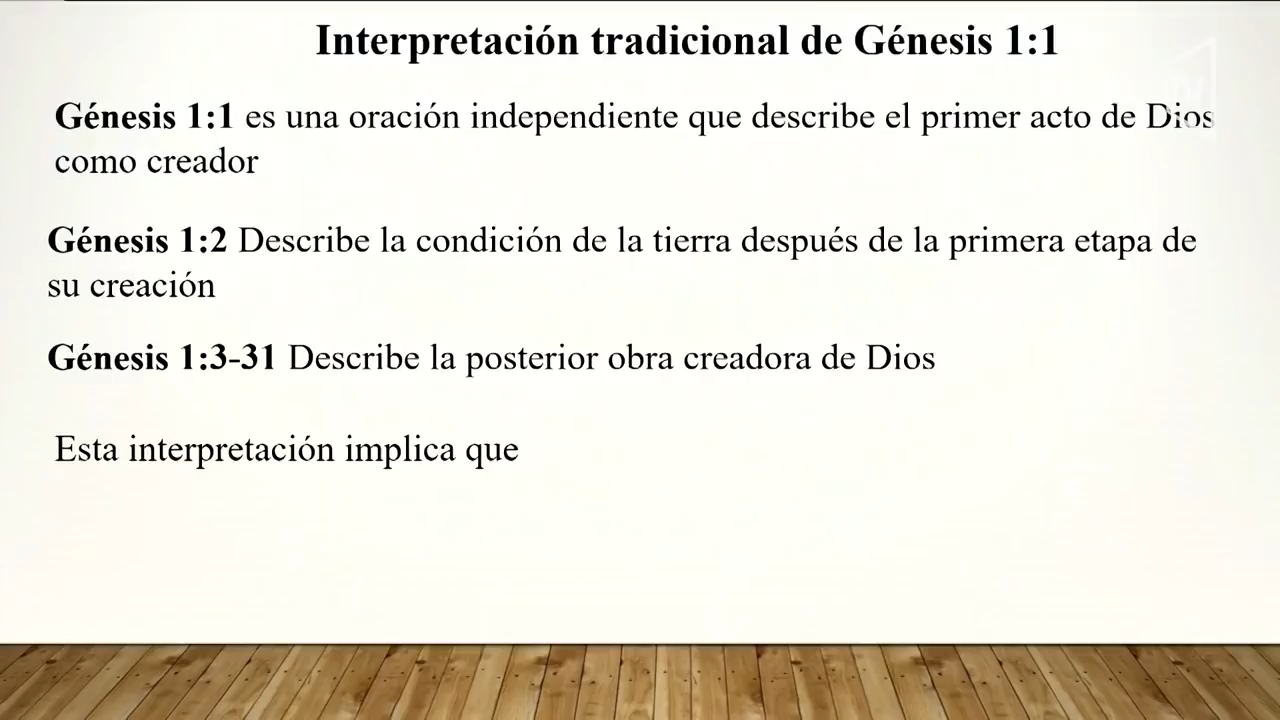 Interpretación tradicional de Génesis 1:1
Génesis 1:1 es una oración independiente que describe el primer acto de Dios
como creador
Génesis 1:2 Describe la condición de la tierra después de la primera etapa de
su creación
Génesis 1:3-31 Describe la posterior obra creadora de Dios
Esta interpretación implica que